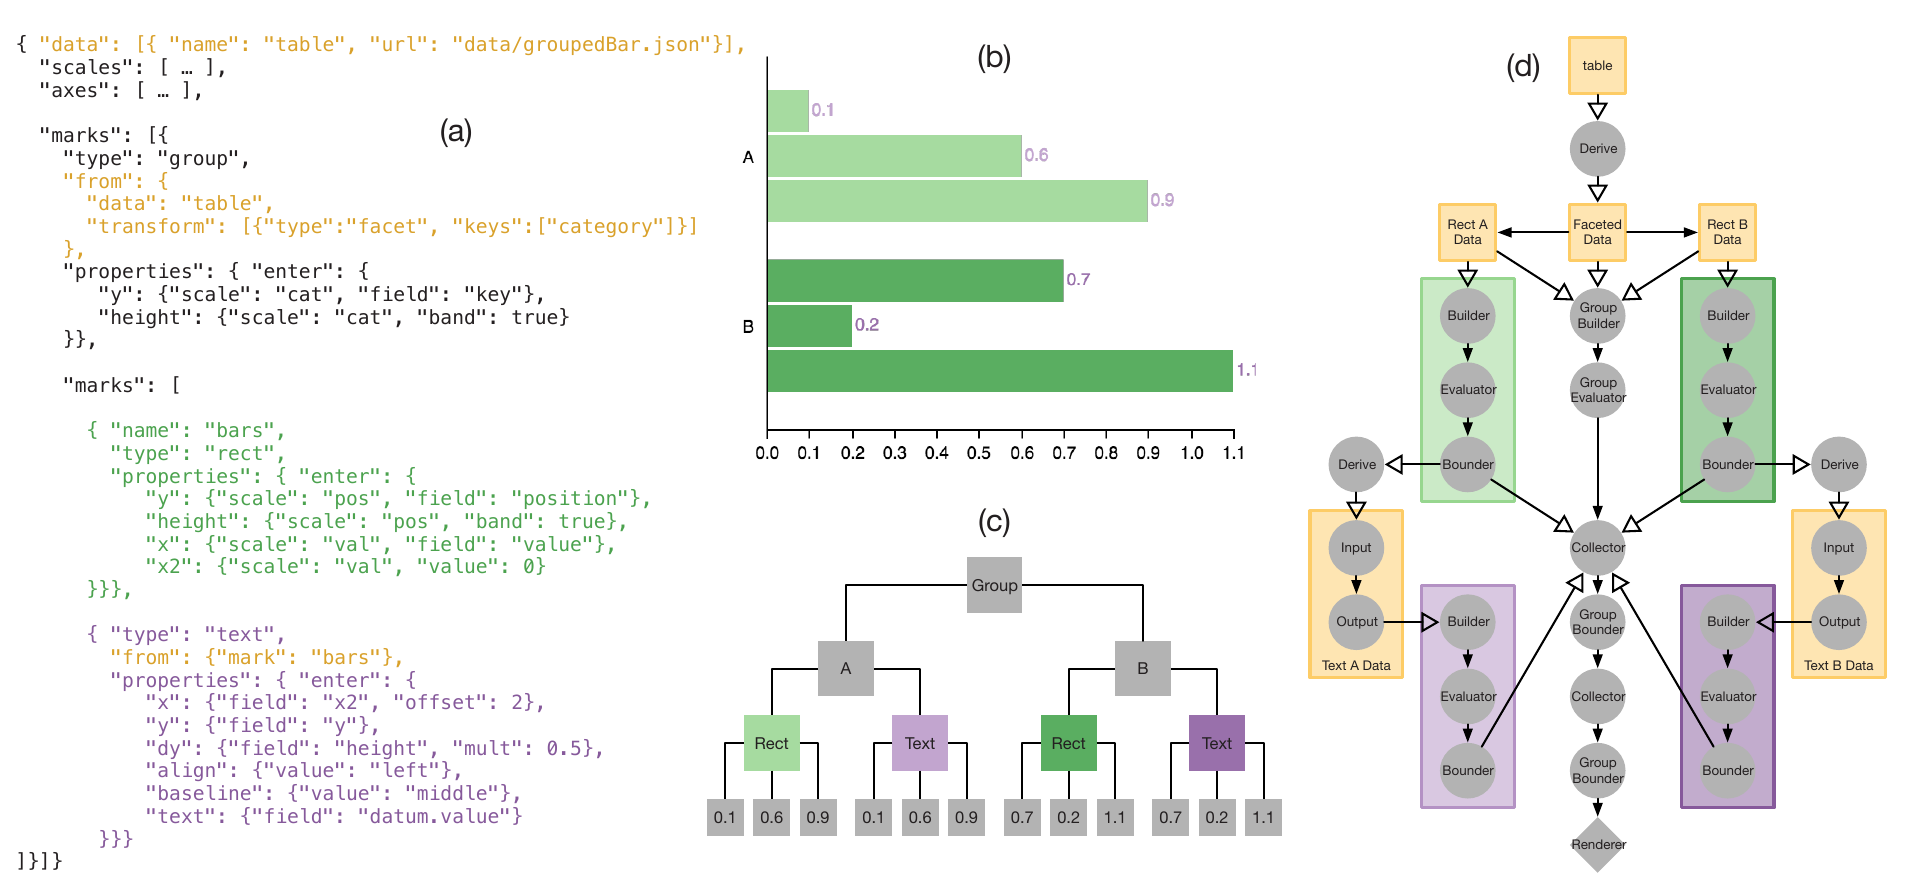 { "data": [{ "name": "table", "url": "data/groupedBar.json"}],
"scales": [ … ],
"axes": [ … ],
"marks": [{
"type": "group",
"from": {
"data": "table",
"transform": [{"type":"facet", "keys":["category"]}]
},
"properties": { "enter": {
"y": {"scale": "cat", "field": "key"},
"height": {"scale": "cat", "band": true}
}},
"marks": [
{ "name": "bars",
"type": "rect",
"properties": { "enter": {
"y": {"scale": "pos", "field": "position"},
"height": {"scale": "pos", "band": true},
"x": {"scale": "val", "field": "value"},
"x2": {"scale": "val", "value": 0}
}}},
{ "type": "text",
"from": {"mark": "bars"},
"properties": { "enter": {
"x": {"field": "x2", "offset": 2},
"y": {"field": "y"},
"dy": {"field": "height", "mult": 0.5},
"align": {"value": "left"},
"baseline": {"value": "middle"},
"text": {"field": "datum.value"}
}}}
]}]}
(a)
(b)
0.1
A
0.6
0.9
0.7
B
0.2
1.1
0.0 0.1 0.2 0.3 0.4 0.5 0.6 0.7 0.8 0.9 1.0 1.1
(c)
Group
A B
Rect Text Rect Text
0.1 0.6 0.9 0.1 0.6 0.9 0.7 0.2 1.1 0.7 0.2 1.1
(d)
table
Derive
Rect A
Data
Faceted
Data
Rect B
Data
Builder
Group
Builder
Builder
Evaluator
Group
Evaluator
Evaluator
Derive
Bounder
Bounder
Derive
Input
Collector
Input
Output
Builder
Group
Bounder
Builder
Output
Text A Data
Text B Data
Evaluator
Collector
Evaluator
Bounder
Group
Bounder
Bounder
Renderer